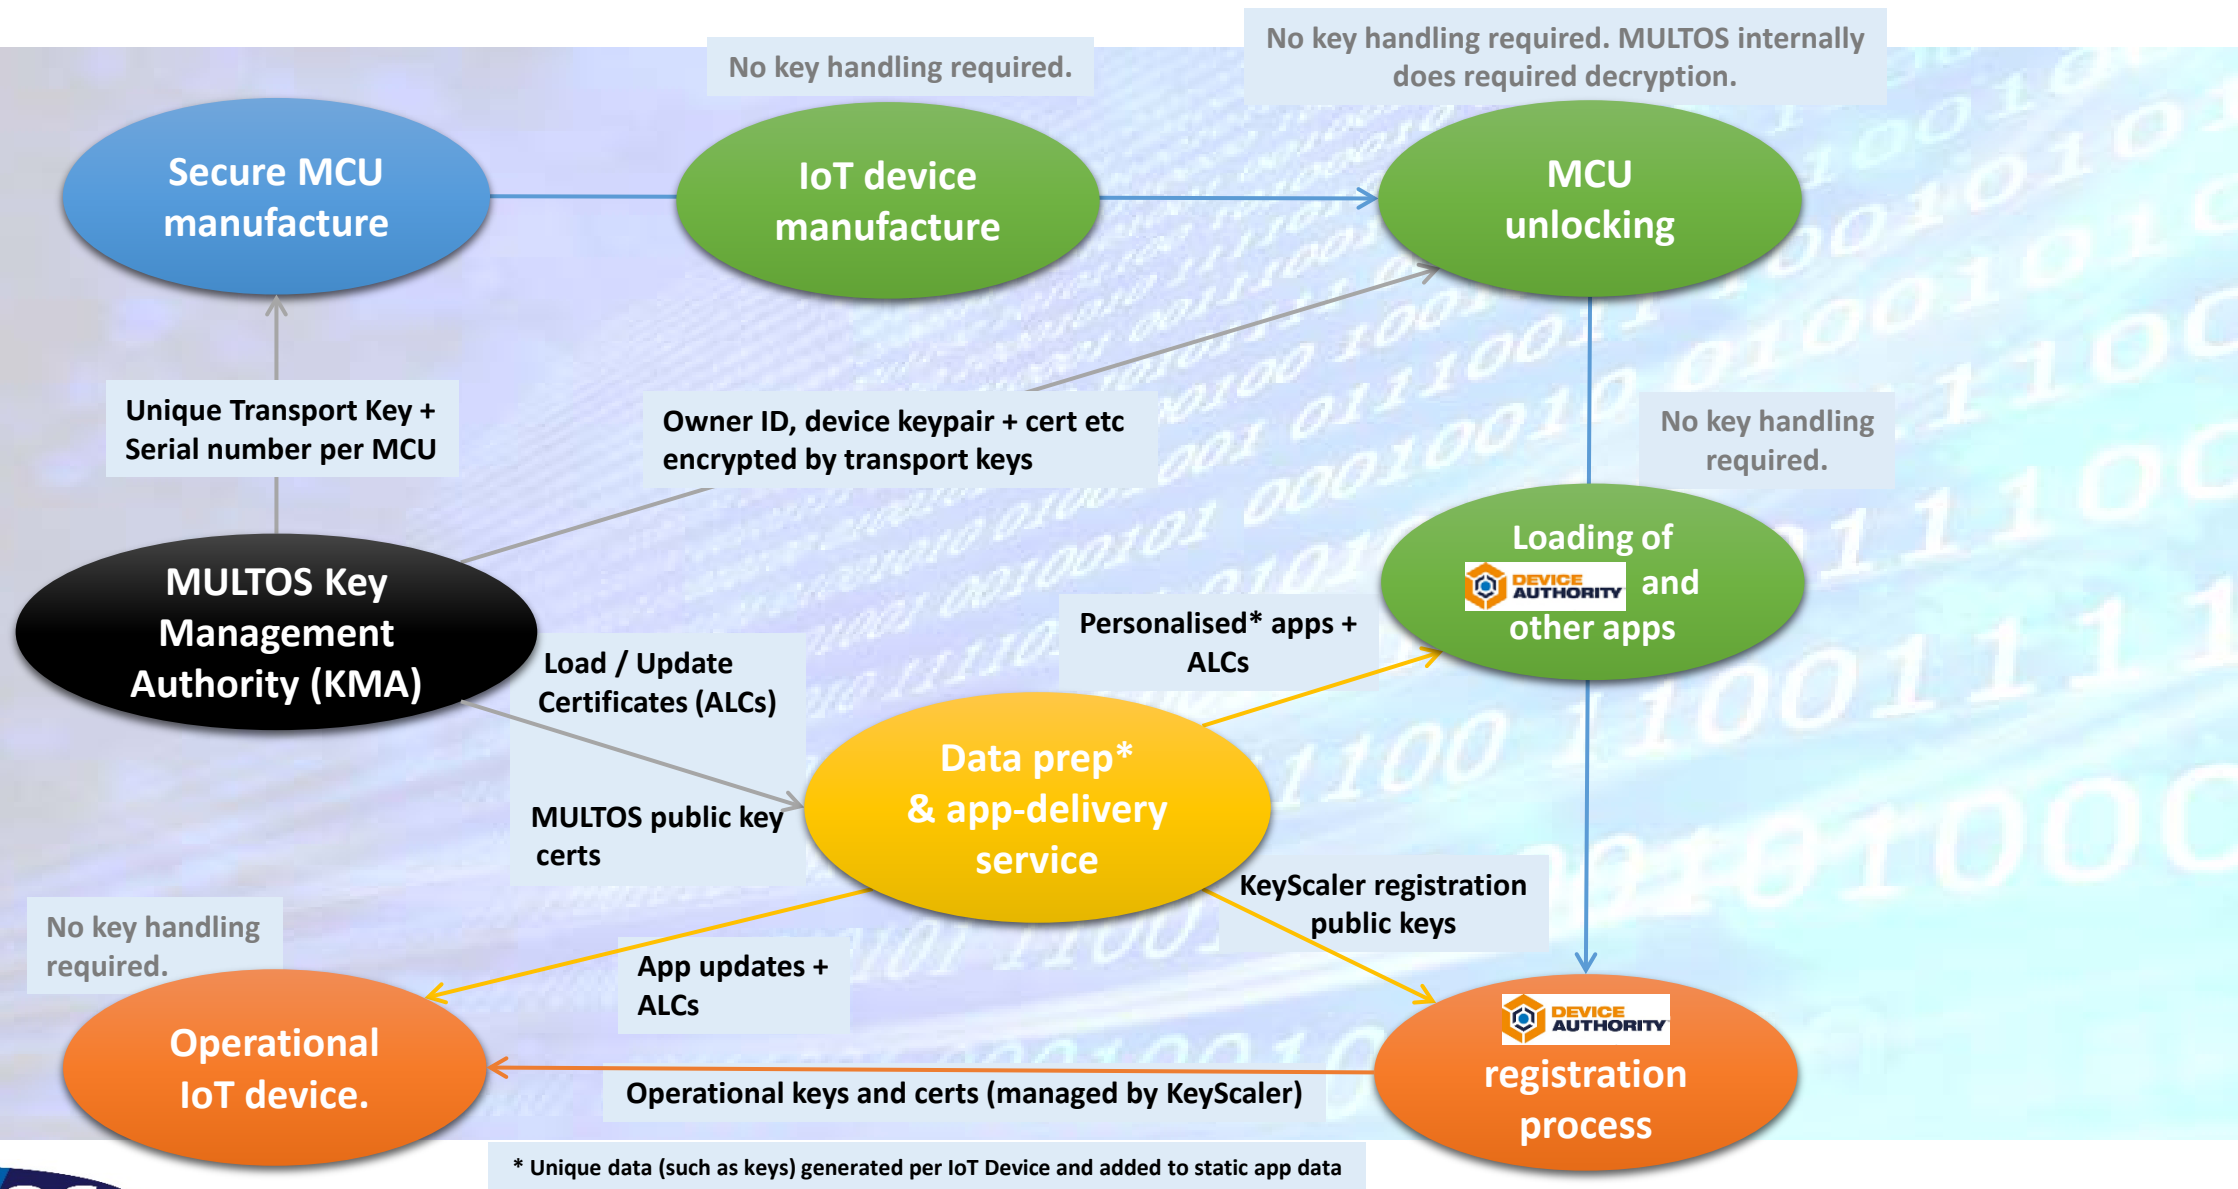 No key handling required.
No key handling required. MULTOS internally
does required decryption.
Secure MCU
manufacture
IoT device
manufacture
MCU
unlocking
Unique Transport Key +
Serial number per MCU
Owner ID, device keypair + cert etc
encrypted by transport keys
No key handling
required.
MULTOS Key
Management
Authority (KMA)
Loading of
DEVICE
AUTHORITY and
other apps
Personalised* apps +
ALCs
Load / Update
Certificates (ALCs)
MULTOS public key
certs
Data prep*
& app-delivery
service
KeyScaler registration
public keys
No key handling
required.
App updates +
ALCs
Operational
IoT device.
DEVICE
AUTHORITY
registration
process
Operational keys and certs (managed by KeyScaler)
* Unique data (such as keys) generated per IoT Device and added to static app data